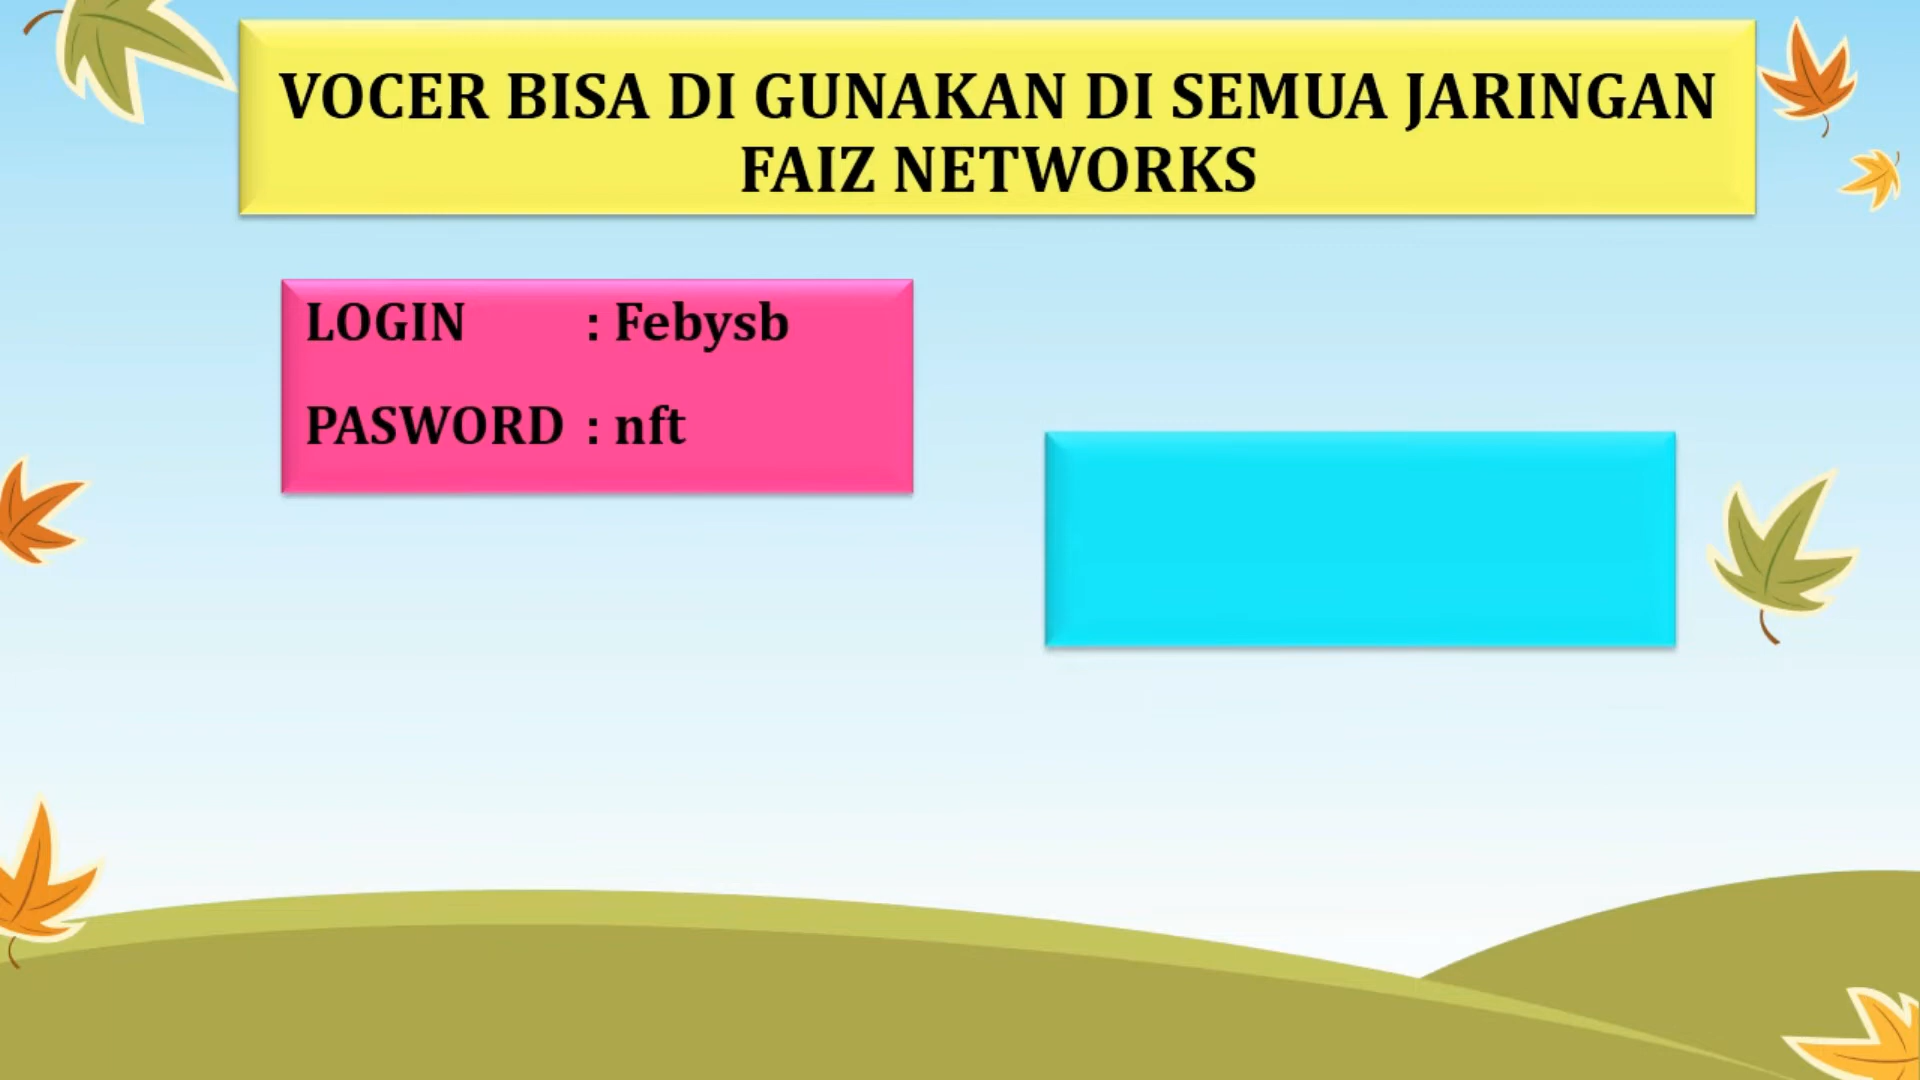 VOCER BISA DI GUNAKAN DI SEMUA JARINGAN
FAIZ NETWORKS
LOGIN : Febysb
PASWORD : nft